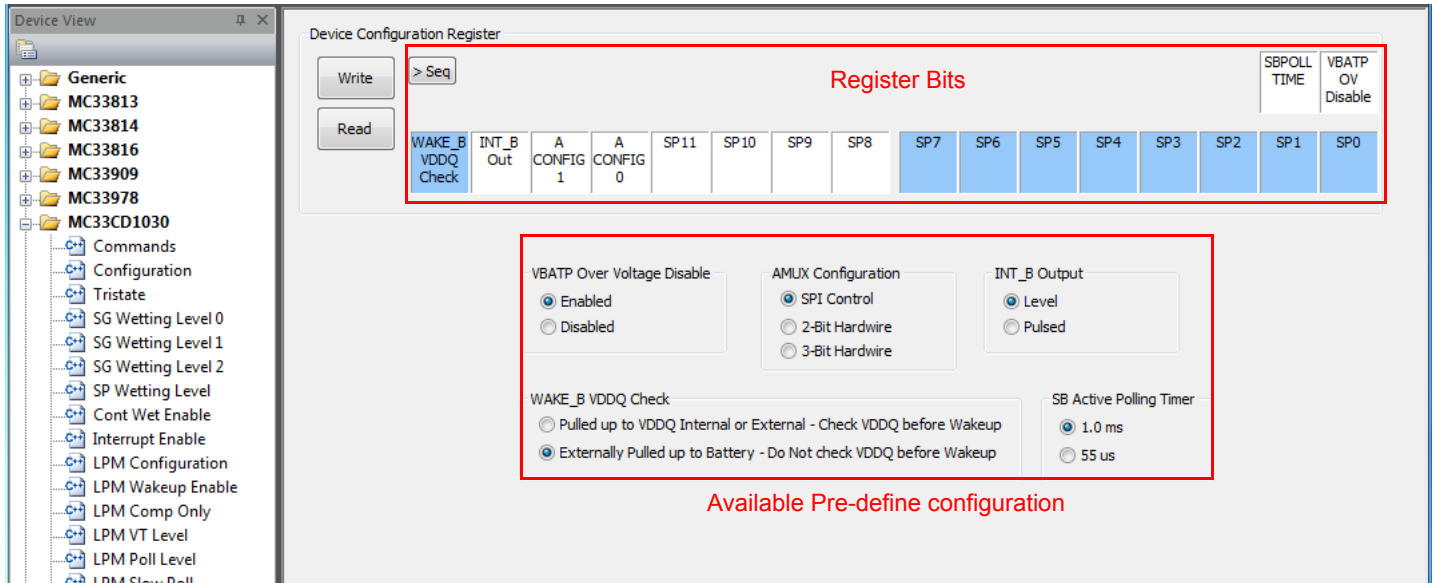 Device View
Generic
MC33813
MC33814
MC33816
MC33909
MC33978
MC33CD1030
Commands
Configuration
Tristate
SG Wetting Level 0
SG Wetting Level 1
SG Wetting Level 2
SP Wetting Level
Cont Wet Enable
Interrupt Enable
LPM Configuration
LPM Wakeup Enable
LPM Comp Only
LPM VT Level
LPM Poll Level
LPM Slow Poll
Device Configuration Register
Write
Read
> Seq
Register Bits
SBPOLL TIME
VBATP OV Disable
WAKE_B VDDQ Check
INT_B Out
A CONFIG 1
A CONFIG 0
SP11
SP10
SP9
SP8
SP7
SP6
SP5
SP4
SP3
SP2
SP1
SP0
VBATP Over Voltage Disable
Enabled
Disabled
AMUX Configuration
SPI Control
2-Bit Hardwire
3-Bit Hardwire
INT_B Output
Level
Pulsed
WAKE_B VDDQ Check
Pulled up to VDDQ Internal or External - Check VDDQ before Wakeup
Externally Pulled up to Battery - Do Not check VDDQ before Wakeup
SB Active Polling Timer
1.0 ms
55 us
Available Pre-define configuration